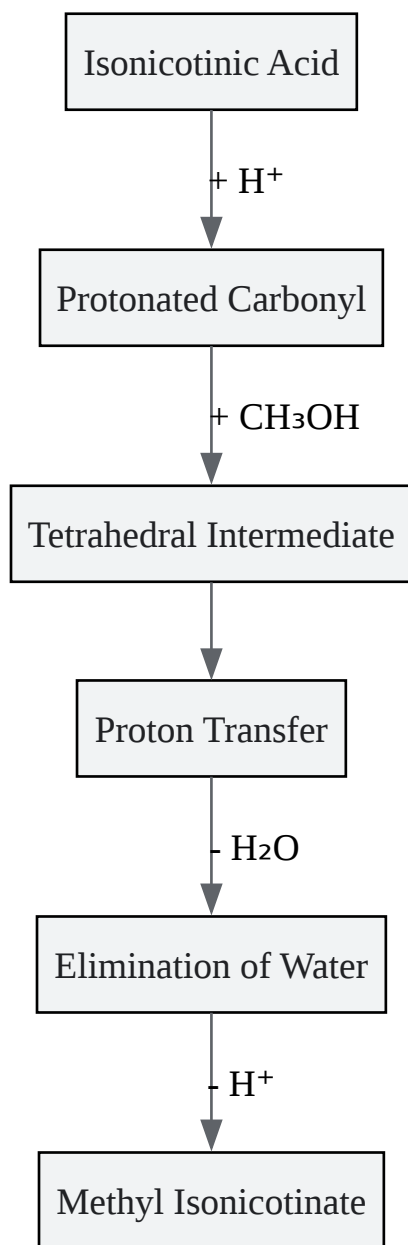 Isonicotinic Acid
+ H⁺
Protonated Carbonyl
+ CH₃OH
Tetrahedral Intermediate
Proton Transfer
- H₂O
Elimination of Water
- H⁺
Methyl Isonicotinate